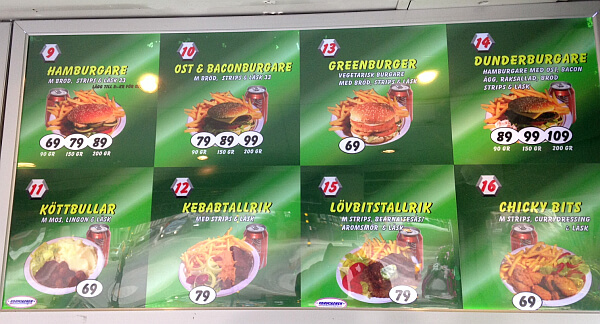 9
HAMBURGARE
M BRÖD, STRIPS & LÄSK 33
69 79 89
90 GR 150 GR 200 GR
10
OST & BACONBURGARE
M BRÖD, STRIPS & LÄSK 33
79 89 99
90 GR 150 GR 200 GR
13
GREENBURGER
VEGETARISK BURGARE
MED BRÖD, STRIPS & LÄSK
69
14
DUNDERBURGARE
HAMBURGARE MED OST, BACON,
ÄGG, RÄKSALLAD, BRÖD,
STRIPS & LÄSK
89 99 109
90 GR 150 GR 200 GR
11
KÖTTBULLAR
M MOS, LINGON & LÄSK
69
12
KEBABTALLRIK
MED STRIPS & LÄSK
79
15
LÖVBITSTALLRIK
M STRIPS, BEARNAISESÅS,
AROMSMÖR & LÄSK
79
16
CHICKY BITS
M STRIPS, CURRYDRESSING
& LÄSK
69